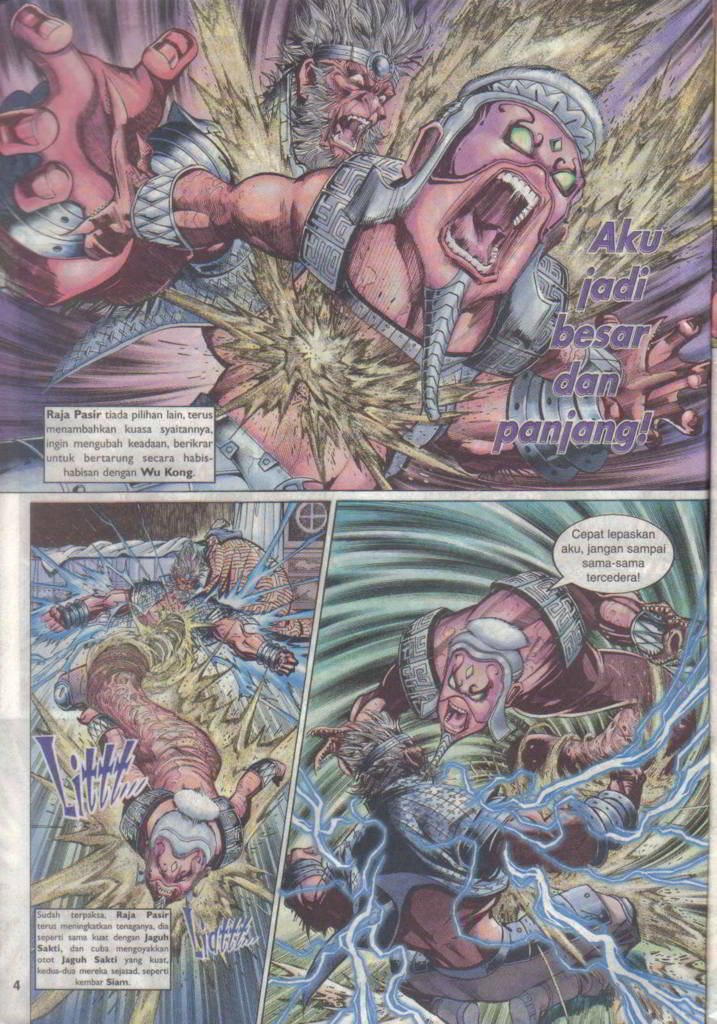 Aku
jadi
besar
dan
panjang!
Raja Pasir tiada pilihan lain, terus
menambahkan kuasa syaitannya,
ingin mengubah keadaan, berikrar
untuk bertarung secara habis-
habisan dengan Wu Kong.
Cepat lepaskan
aku, jangan sampai
sama-sama
tercedera!
Sudah terpaksa, Raja Pasir
terus meningkatkan tenaganya, dia
seperti sama kuat dengan Jaguh
Sakti, dan cuba mengoyakkan
otot Jaguh Sakti yang kuat,
kedua-dua mereka sejasad, seperti
kembar Siam.
4